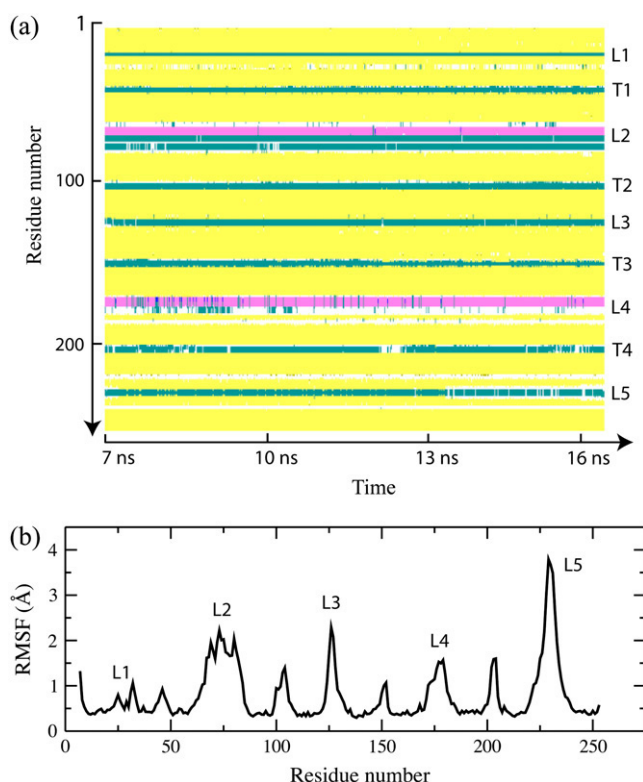 (a)
1
L1
T1
L2
100
T2
L3
T3
L4
200
T4
L5
Residue number
7 ns
10 ns
13 ns
16 ns
Time
(b)
4
3
2
1
0
RMSF (Å)
L1
L2
L3
L4
L5
0
50
100
150
200
250
Residue number